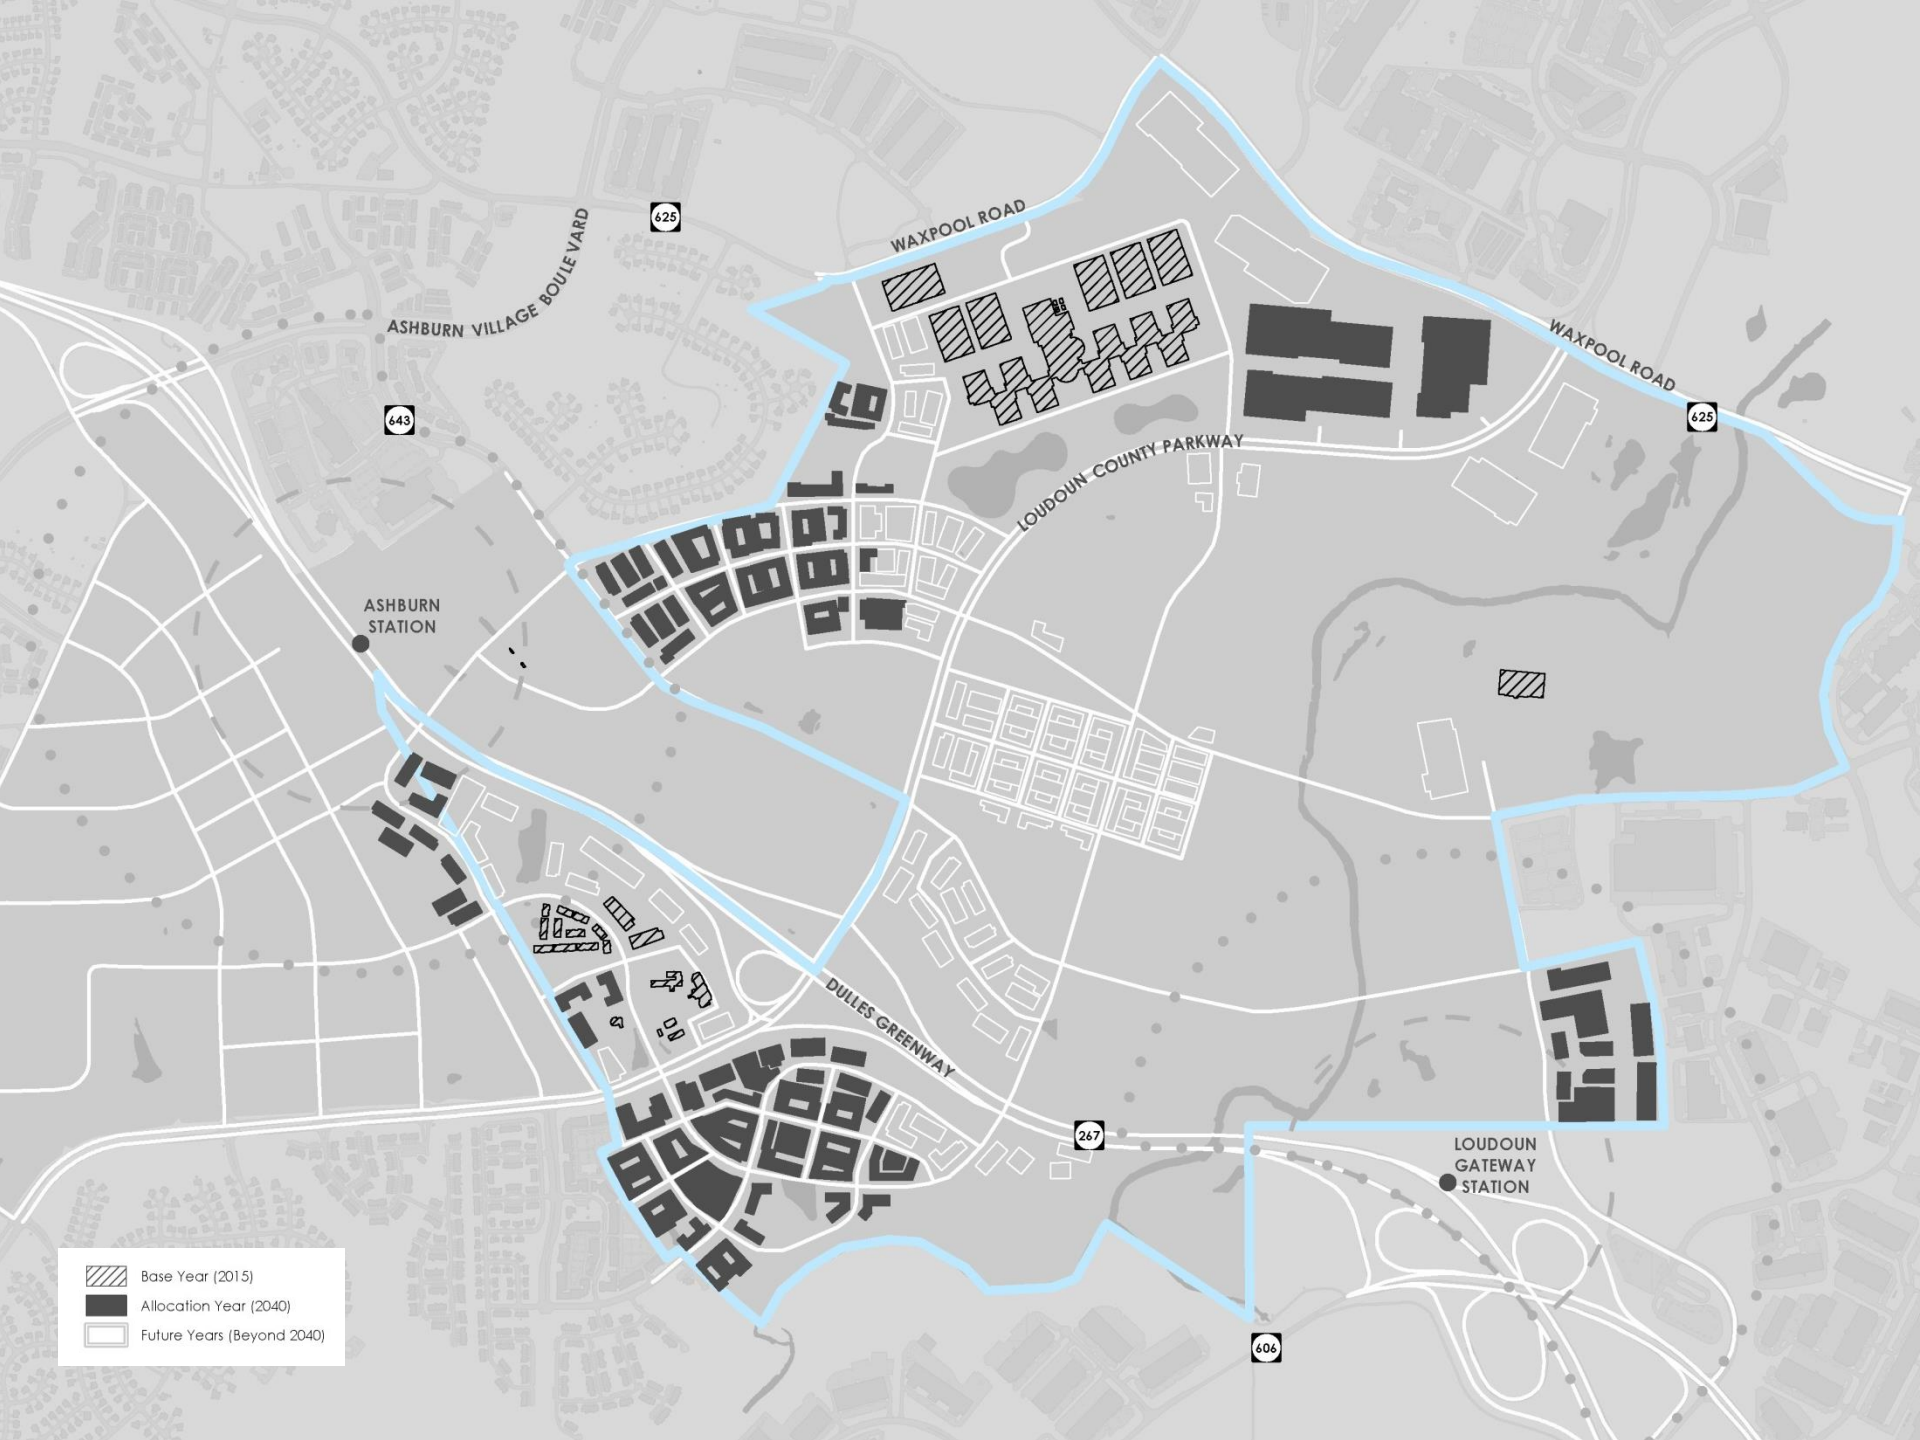 WAXPOOL ROAD
625
ASHBURN VILLAGE BOULEVARD
WAXPOOL ROAD
643
625
LOUDOUN COUNTY PARKWAY
ASHBURN
STATION
DULLES GREENWAY
267
LOUDOUN
GATEWAY
STATION
606
Base Year (2015)
Allocation Year (2040)
Future Years (Beyond 2040)